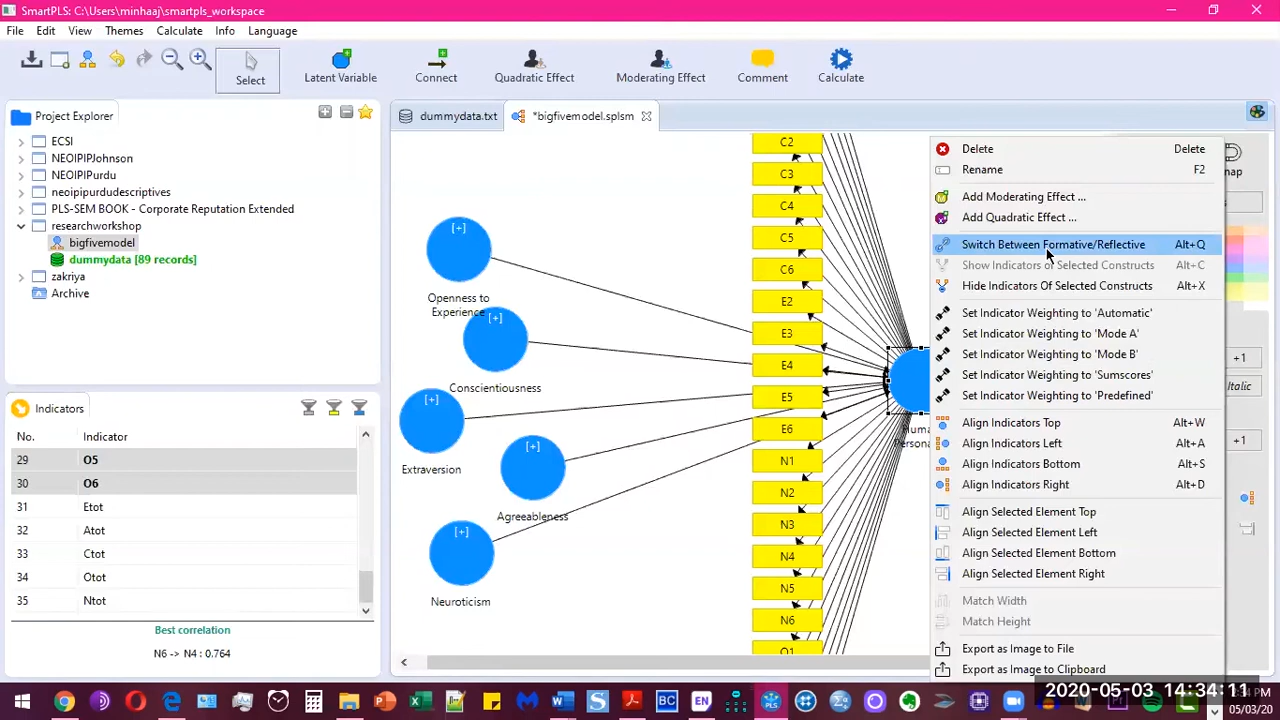 SmartPLS: C:\Users\minhaaj\smartpls_workspace
File Edit View Themes Calculate Info Language
Select
Latent Variable
Connect
Quadratic Effect
Moderating Effect
Comment
Calculate
Project Explorer
ECSI
NEOIPIPJohnson
NEOIPIPurdu
neoipipurdudescriptives
PLS-SEM BOOK - Corporate Reputation Extended
researchworkshop
bigfivemodel
dummydata [89 records]
zakriya
Archive
Indicators
No. Indicator
29 O5
30 O6
31 Etot
32 Atot
33 Ctot
34 Otot
35 Ntot
Best correlation
N6 -> N4 : 0.764
dummydata.txt
*bigfivemodel.splsm
[+]
Openness to
Experience
[+]
Conscientiousness
[+]
Extraversion
[+]
Agreeableness
[+]
Neuroticism
C2
C3
C4
C5
C6
E2
E3
E4
E5
E6
N1
N2
N3
N4
N5
N6
O1
Delete Delete
Rename F2
Add Moderating Effect ...
Add Quadratic Effect ...
Switch Between Formative/Reflective Alt+Q
Show Indicators of Selected Constructs Alt+C
Hide Indicators Of Selected Constructs Alt+X
Set Indicator Weighting to 'Automatic'
Set Indicator Weighting to 'Mode A'
Set Indicator Weighting to 'Mode B'
Set Indicator Weighting to 'Sumscores'
Set Indicator Weighting to 'Predefined'
Align Indicators Top Alt+W
Align Indicators Left Alt+A
Align Indicators Bottom Alt+S
Align Indicators Right Alt+D
Align Selected Element Top
Align Selected Element Left
Align Selected Element Bottom
Align Selected Element Right
Match Width
Match Height
Export as Image to File
Export as Image to Clipboard
+1
Italic
+1
BC
EN
PLS
2020-05-03 14:34:11
05/03/20